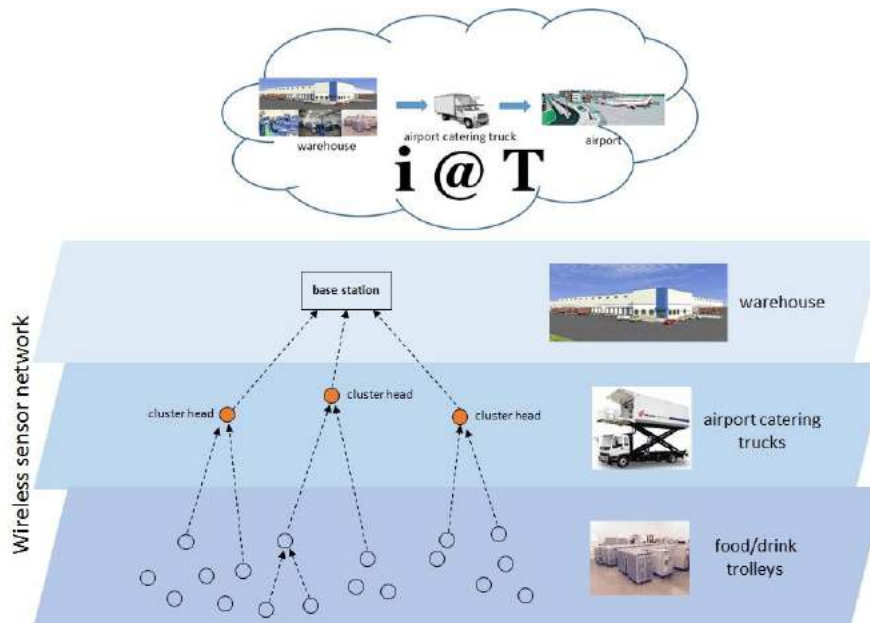 warehouse
airport catering truck
airport
i @ T
Wireless sensor network
base station
warehouse
cluster head
cluster head
cluster head
airport catering
trucks
food/drink
trolleys